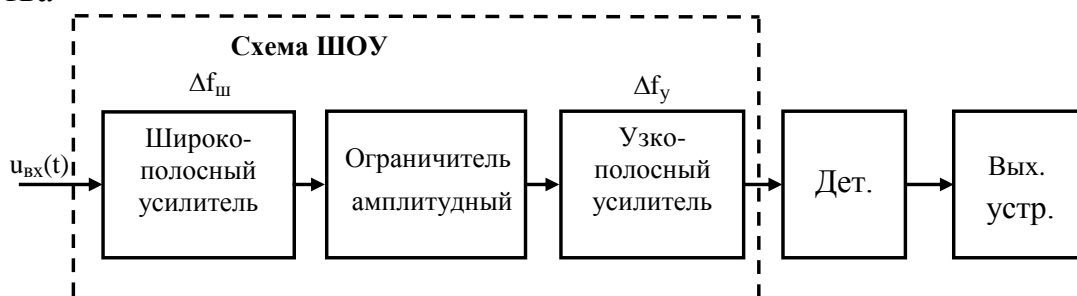 Схема ШОУ
Δfш
Δfу
uвх(t)
Широко-
полосный
усилитель
Ограничитель
амплитудный
Узко-
полосный
усилитель
Дет.
Вых.
устр.